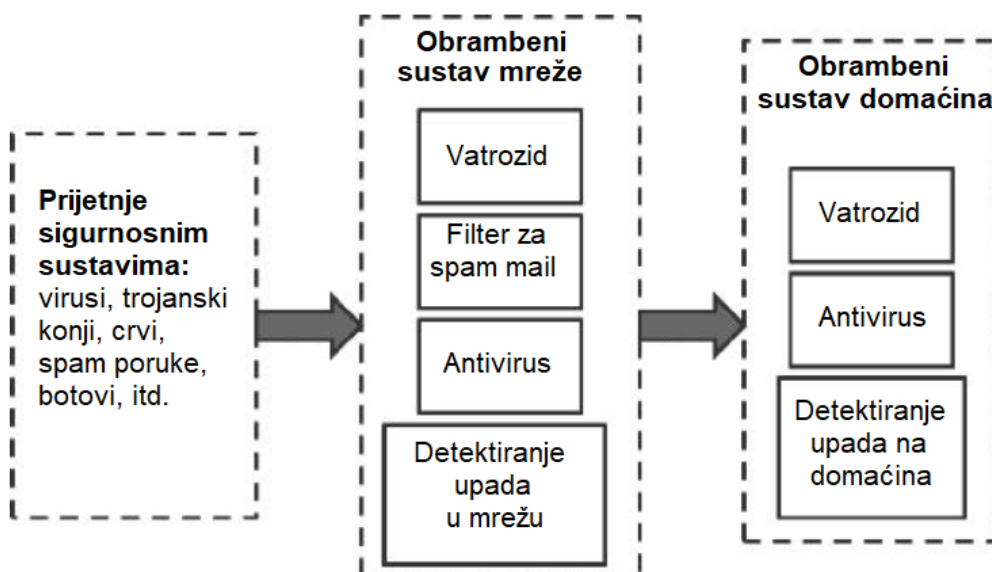 Prijetnje
sigurnosnim
sustavima:
virusi, trojanski
konji, crvi,
spam poruke,
botovi, itd.
Obrambeni
sustav mreže
Vatrozid
Filter za
spam mail
Antivirus
Detektiranje
upada
u mrežu
Obrambeni
sustav domaćina
Vatrozid
Antivirus
Detektiranje
upada na
domaćina